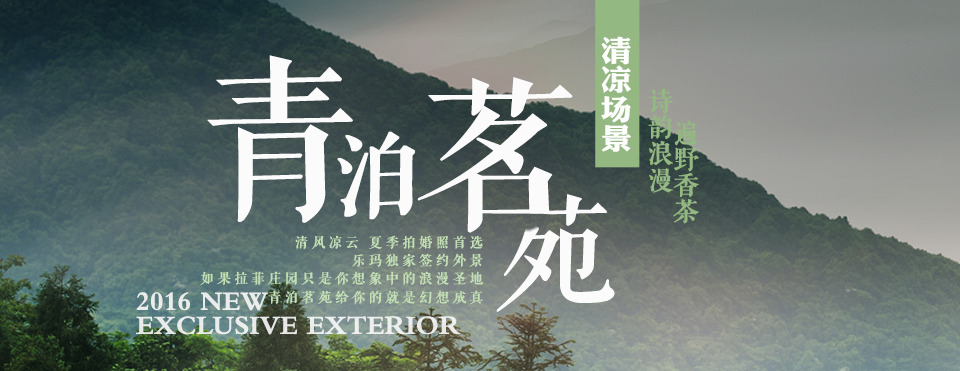 青泊茗苑
清凉场景
诗韵浪漫
遍野香茶
清风凉云 夏季拍婚照首选
乐玛独家签约外景
如果拉菲庄园只是你想象中的浪漫圣地
青泊茗苑给你的就是幻想成真
2016 NEW
EXCLUSIVE EXTERIOR